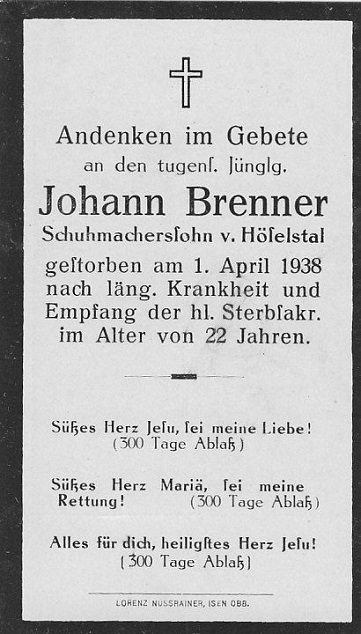 Andenken im Gebete
an den tugenſ. Jünglg.
Johann Brenner
Schuhmachersſohn v. Höſelstal
geſtorben am 1. April 1938
nach läng. Krankheit und
Empfang der hl. Sterbſakr.
im Alter von 22 Jahren.
Süßes Herz Jeſu, ſei meine Liebe!
(300 Tage Ablaß)
Süßes Herz Mariä, ſei meine
Rettung! (300 Tage Ablaß)
Alles für dich, heiligſtes Herz Jeſu!
(300 Tage Ablaß)
LORENZ NUSSRAINER, ISEN OBB.